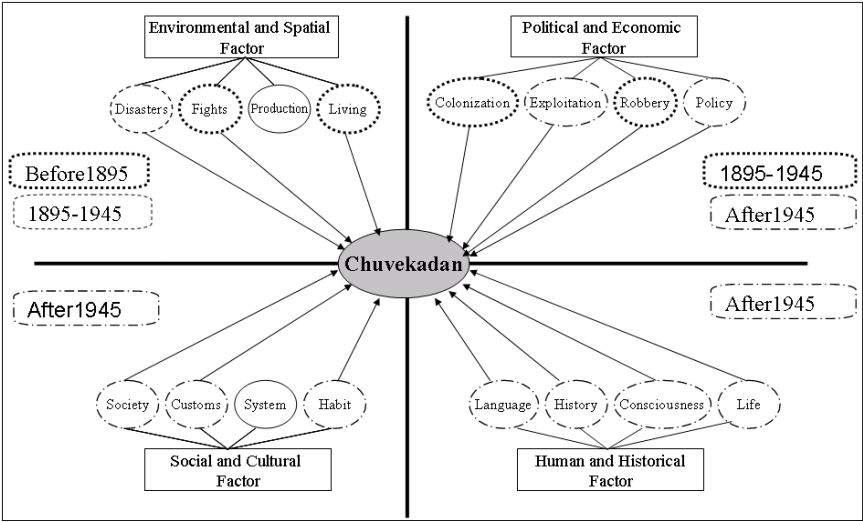 Environmental and Spatial
Factor
Political and Economic
Factor
Disasters
Fights
Production
Living
Colonization
Exploitation
Robbery
Policy
Before1895
1895-1945
1895-1945
After1945
Chuvekadan
After1945
After1945
Society
Customs
System
Habit
Language
History
Consciousness
Life
Social and Cultural
Factor
Human and Historical
Factor